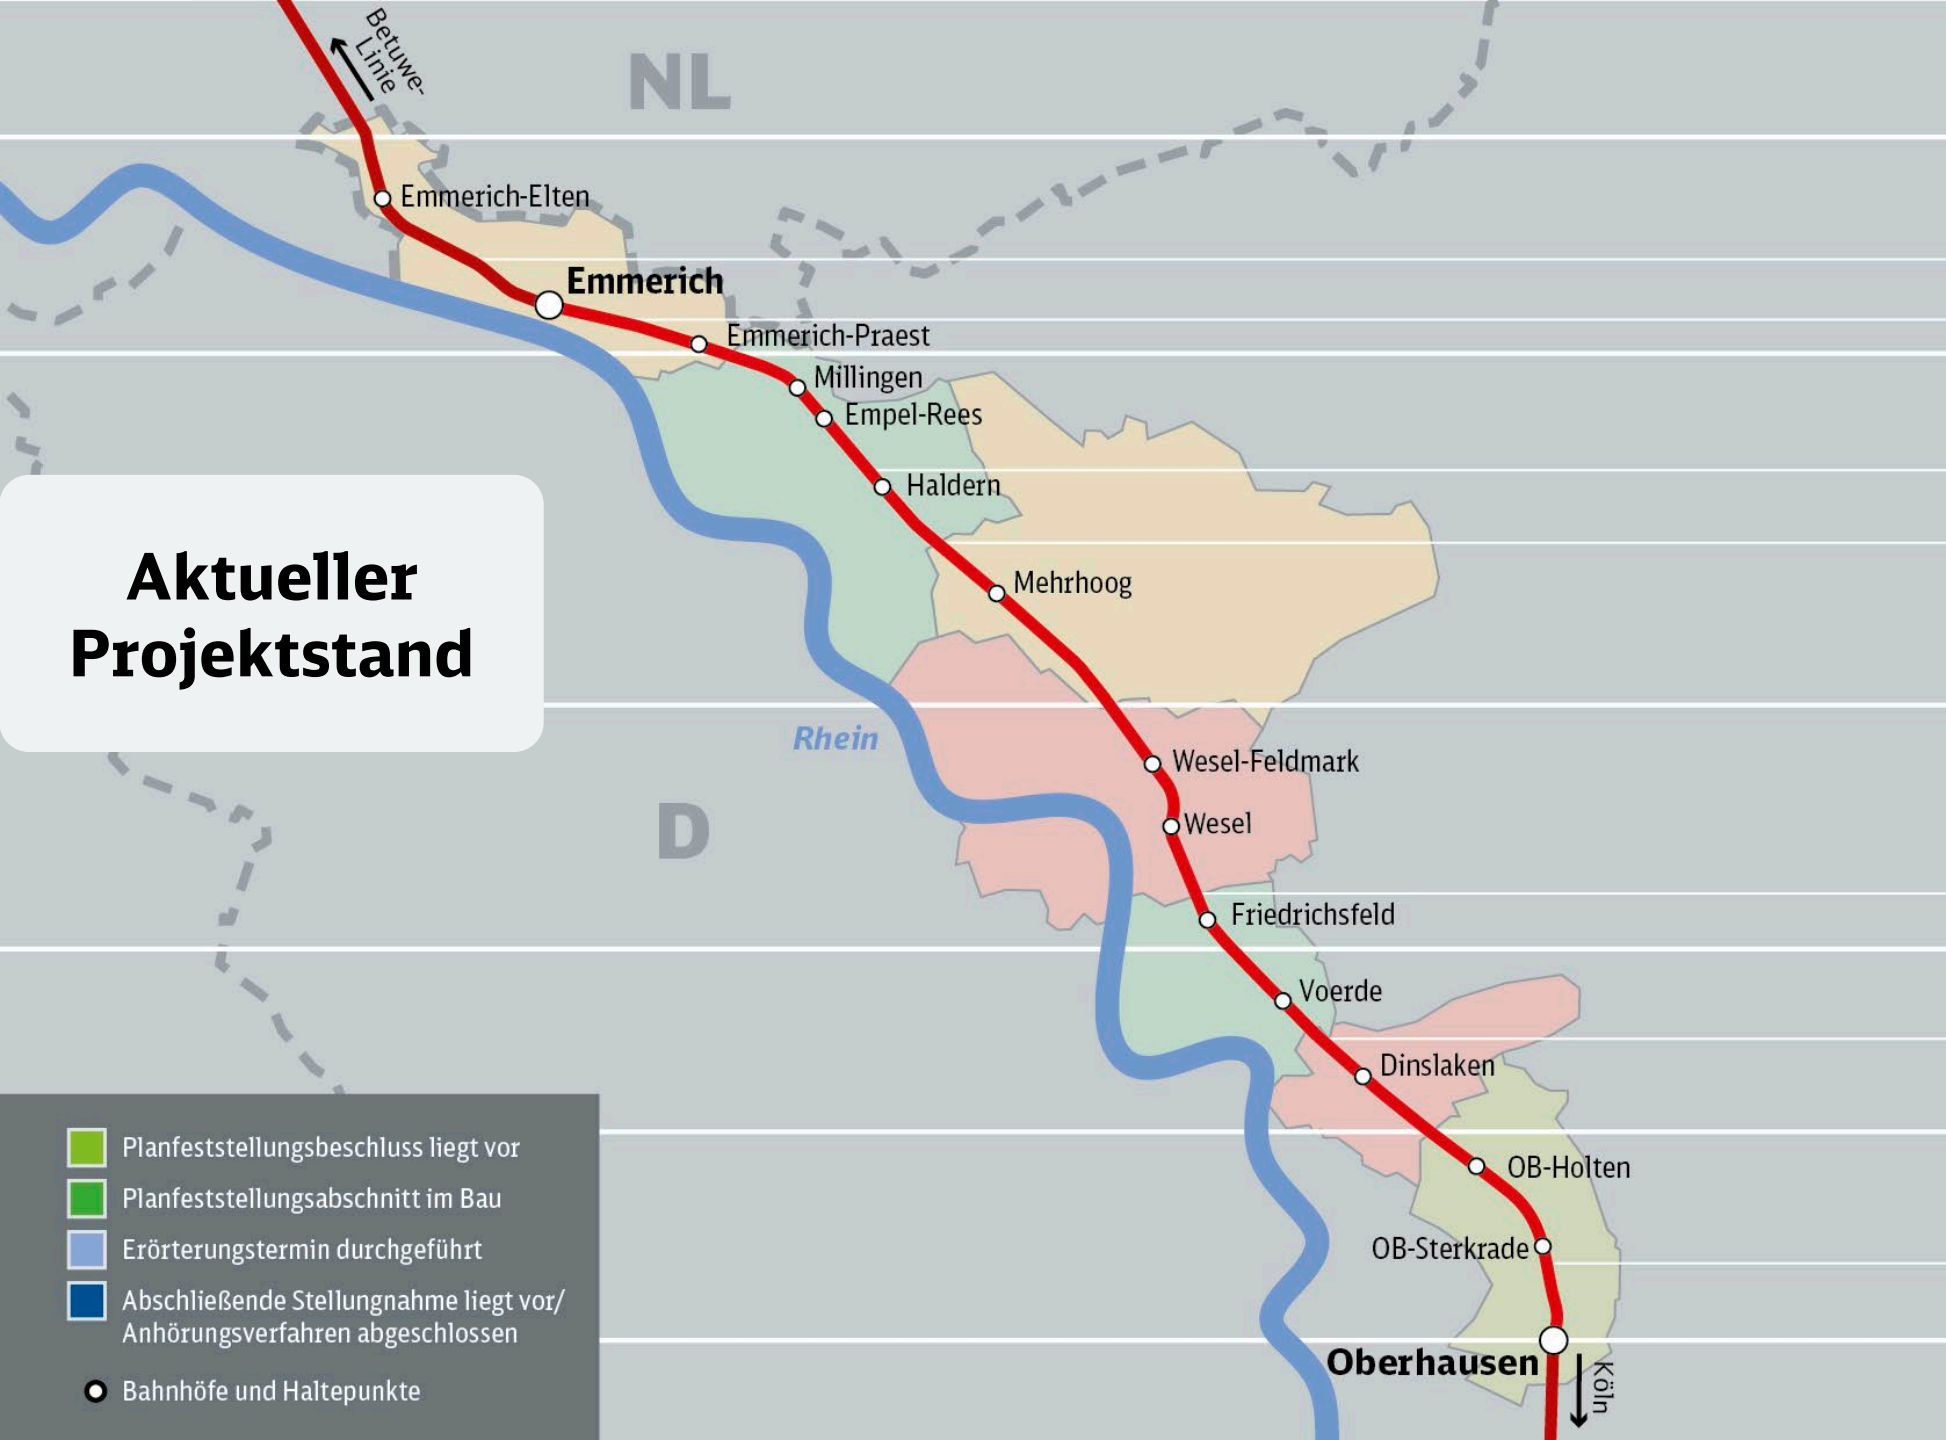 Betuwe-
Linie
NL
Emmerich-Elten
Emmerich
Emmerich-Praest
Millingen
Empel-Rees
Haldern
Aktueller
Projektstand
Mehrhoog
Rhein
Wesel-Feldmark
D
Wesel
Friedrichsfeld
Voerde
Dinslaken
OB-Holten
OB-Sterkrade
Oberhausen
Köln
Planfeststellungsbeschluss liegt vor
Planfeststellungsabschnitt im Bau
Erörterungstermin durchgeführt
Abschließende Stellungnahme liegt vor/
Anhörungsverfahren abgeschlossen
Bahnhöfe und Haltepunkte